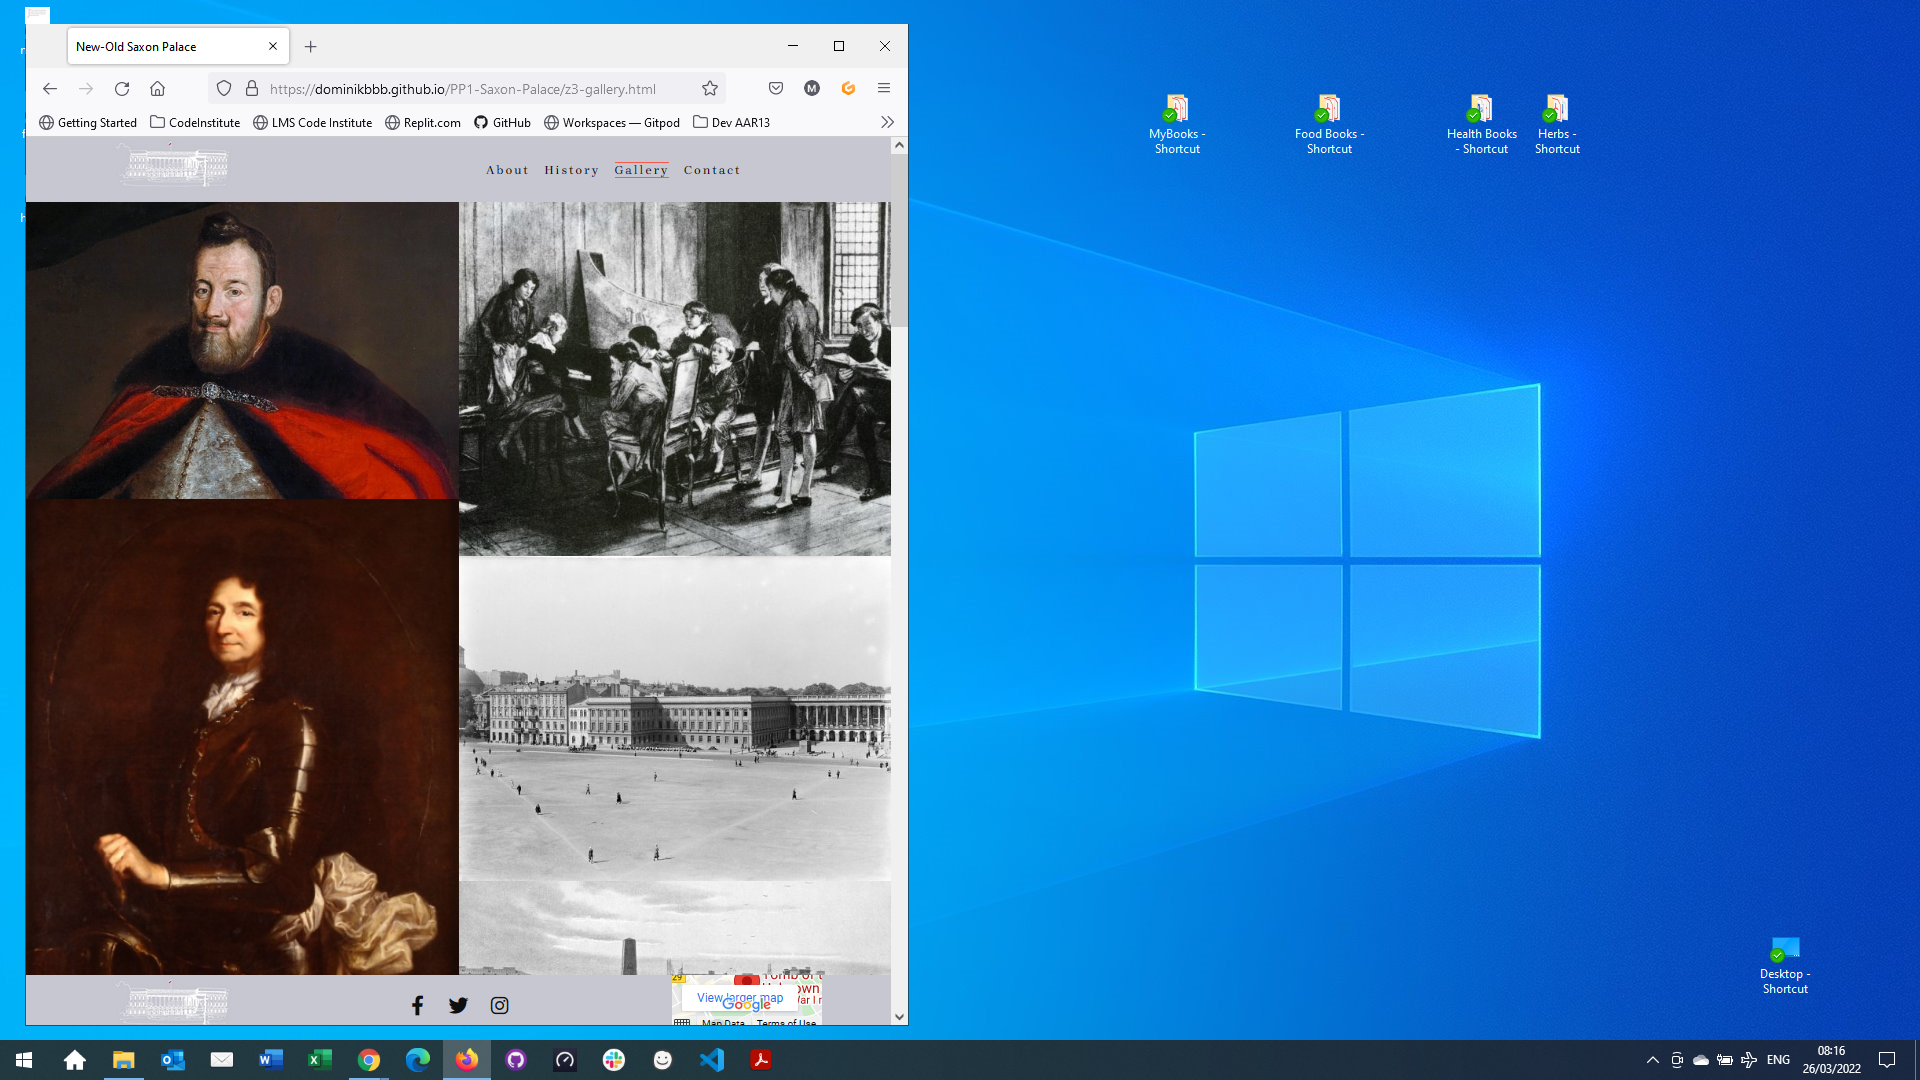 New-Old Saxon Palace
https://dominikbbb.github.io/PP1-Saxon-Palace/z3-gallery.html
M
Getting Started
CodeInstitute
LMS Code Institute
Replit.com
GitHub
Workspaces — Gitpod
Dev AAR13
About
History
Gallery
Contact
29
View larger map
Google
Map Data
Terms of Use
MyBooks -
Shortcut
Food Books -
Shortcut
Health Books
- Shortcut
Herbs -
Shortcut
Desktop -
Shortcut
ENG
08:16
26/03/2022